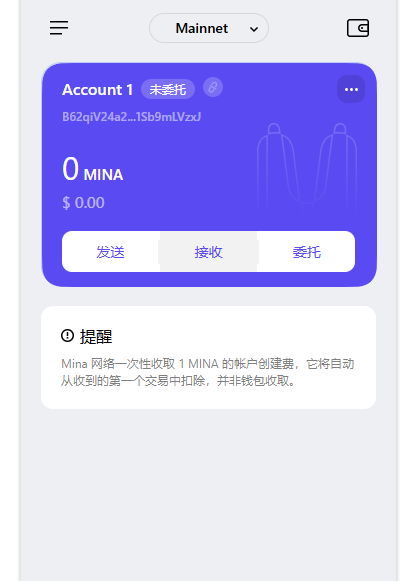 Mainnet
Account 1 未委托
B62qiV24a2...1Sb9mLVzxJ
0 MINA
$ 0.00
发送 接收 委托
提醒
Mina 网络一次性收取 1 MINA 的帐户创建费，它将自动
从收到的第一个交易中扣除，并非钱包收取。